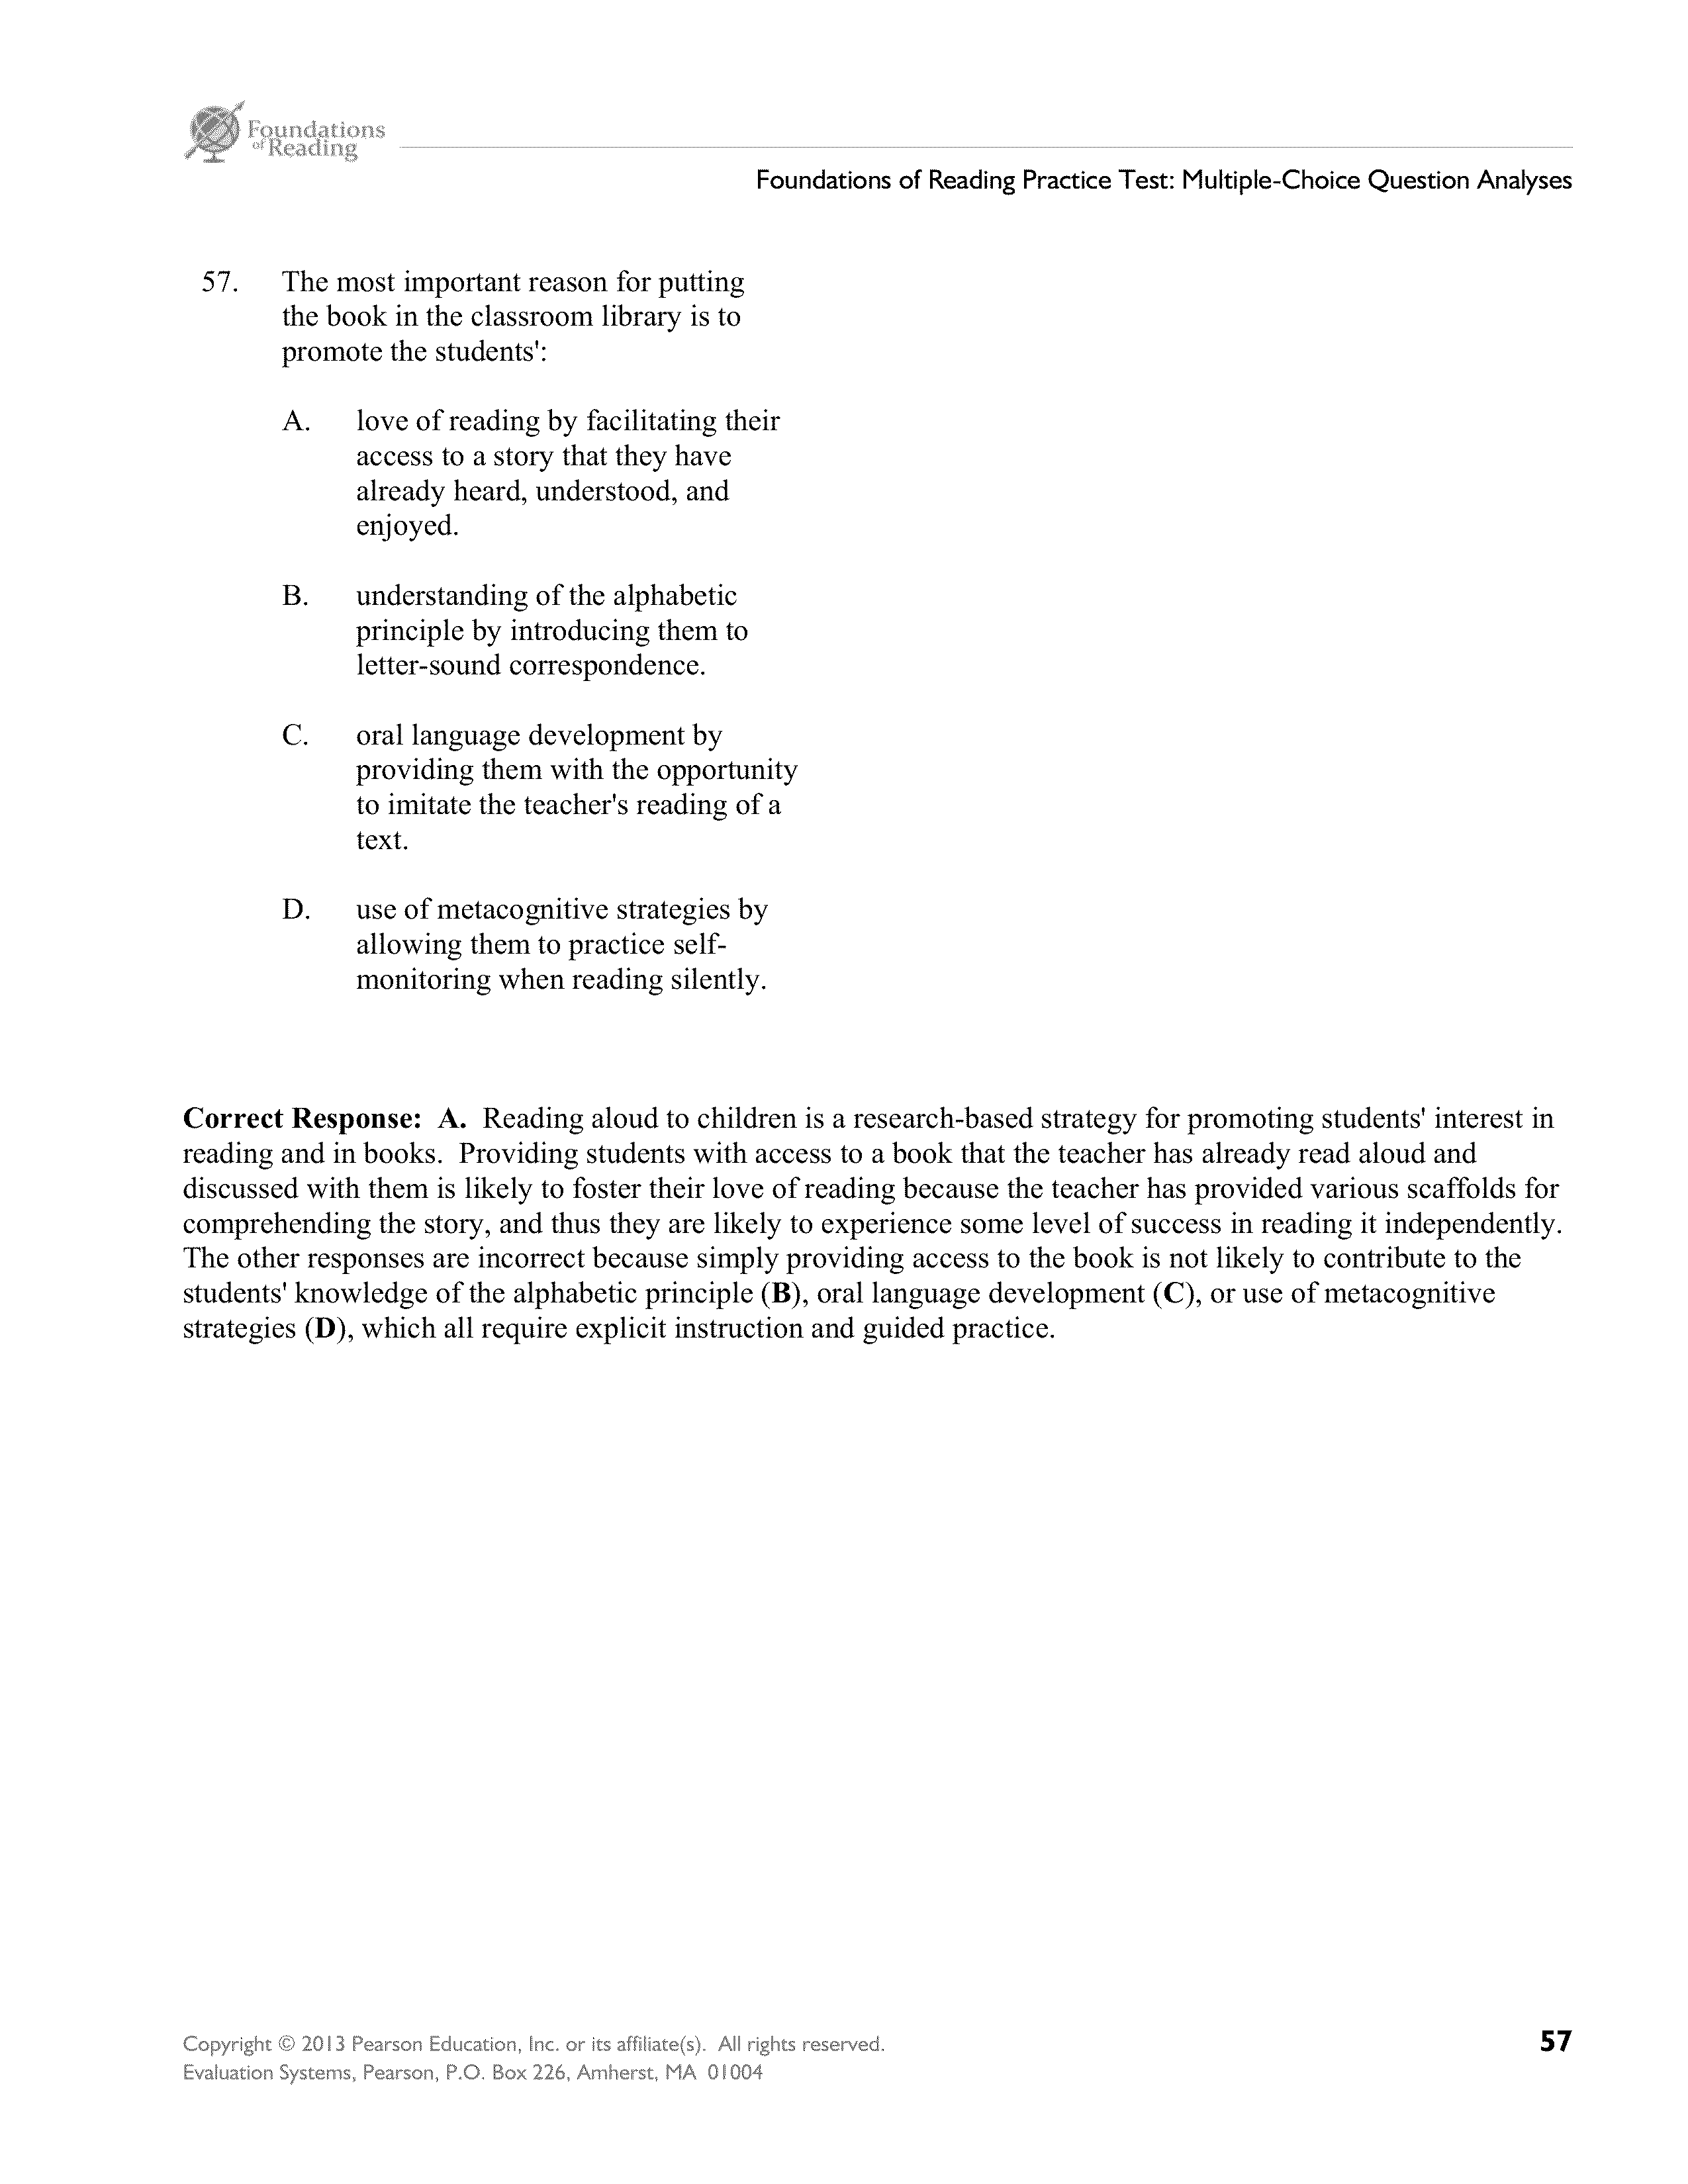 Foundations
of Reading
Foundations of Reading Practice Test: Multiple-Choice Question Analyses
57. The most important reason for putting
the book in the classroom library is to
promote the students':
A. love of reading by facilitating their
access to a story that they have
already heard, understood, and
enjoyed.
B. understanding of the alphabetic
principle by introducing them to
letter-sound correspondence.
C. oral language development by
providing them with the opportunity
to imitate the teacher's reading of a
text.
D. use of metacognitive strategies by
allowing them to practice self-
monitoring when reading silently.
Correct Response: A. Reading aloud to children is a research-based strategy for promoting students' interest in
reading and in books. Providing students with access to a book that the teacher has already read aloud and
discussed with them is likely to foster their love of reading because the teacher has provided various scaffolds for
comprehending the story, and thus they are likely to experience some level of success in reading it independently.
The other responses are incorrect because simply providing access to the book is not likely to contribute to the
students' knowledge of the alphabetic principle (B), oral language development (C), or use of metacognitive
strategies (D), which all require explicit instruction and guided practice.
Copyright © 2013 Pearson Education, Inc. or its affiliate(s). All rights reserved.
Evaluation Systems, Pearson, P.O. Box 226, Amherst, MA 01004
57